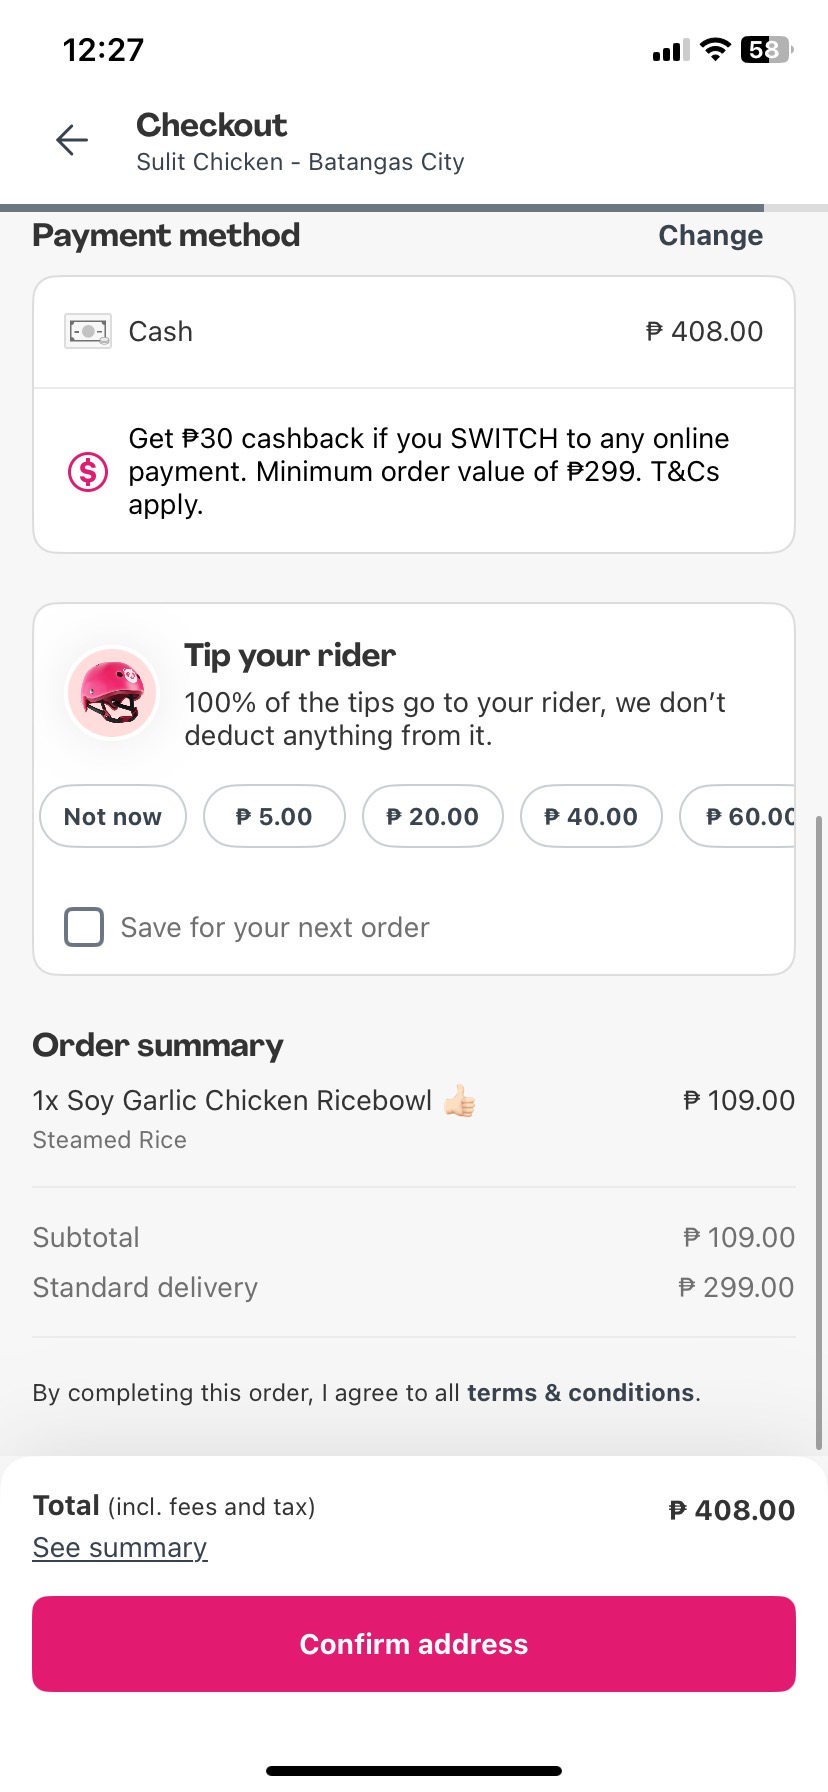 12:27
58
Checkout
Sulit Chicken - Batangas City
Payment method
Change
Cash
₱ 408.00
Get ₱30 cashback if you SWITCH to any online
payment. Minimum order value of ₱299. T&Cs
apply.
Tip your rider
100% of the tips go to your rider, we don’t
deduct anything from it.
Not now
₱ 5.00
₱ 20.00
₱ 40.00
₱ 60.00
Save for your next order
Order summary
1x Soy Garlic Chicken Ricebowl 👍🏻
₱ 109.00
Steamed Rice
Subtotal
₱ 109.00
Standard delivery
₱ 299.00
By completing this order, I agree to all terms & conditions.
Total (incl. fees and tax)
₱ 408.00
See summary
Confirm address